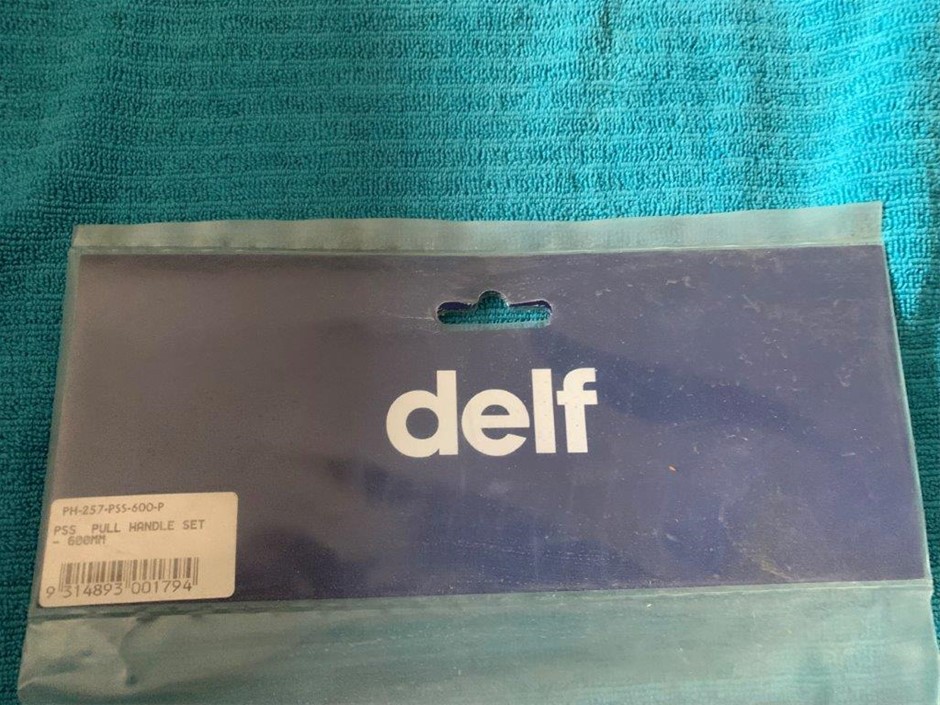 delf
PH-257-PSS-600-P
PSS PULL HANDLE SET
- 600MM
9 314893 001794